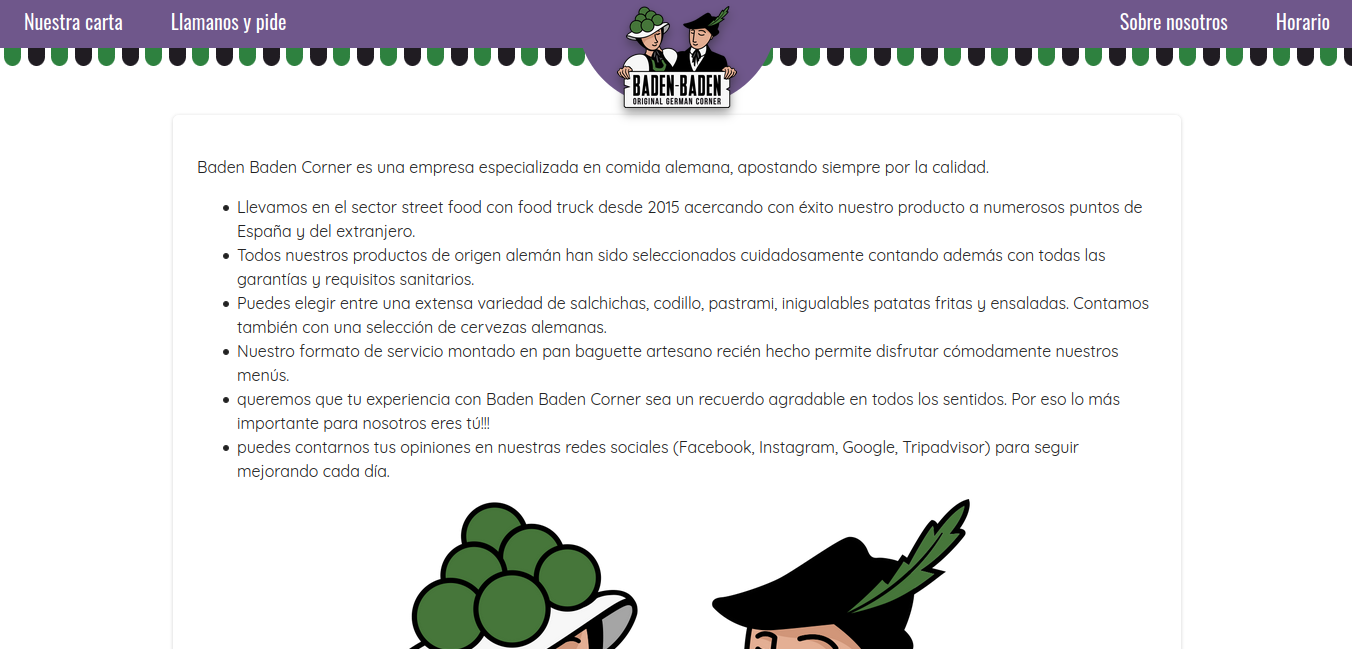 Nuestra carta
Llamanos y pide
Sobre nosotros
Horario
BADEN-BADEN
ORIGINAL GERMAN CORNER
Baden Baden Corner es una empresa especializada en comida alemana, apostando siempre por la calidad.
Llevamos en el sector street food con food truck desde 2015 acercando con éxito nuestro producto a numerosos puntos de
España y del extranjero.
Todos nuestros productos de origen alemán han sido seleccionados cuidadosamente contando además con todas las
garantías y requisitos sanitarios.
Puedes elegir entre una extensa variedad de salchichas, codillo, pastrami, inigualables patatas fritas y ensaladas. Contamos
también con una selección de cervezas alemanas.
Nuestro formato de servicio montado en pan baguette artesano recién hecho permite disfrutar cómodamente nuestros
menús.
queremos que tu experiencia con Baden Baden Corner sea un recuerdo agradable en todos los sentidos. Por eso lo más
importante para nosotros eres tú!!!
puedes contarnos tus opiniones en nuestras redes sociales (Facebook, Instagram, Google, Tripadvisor) para seguir
mejorando cada día.